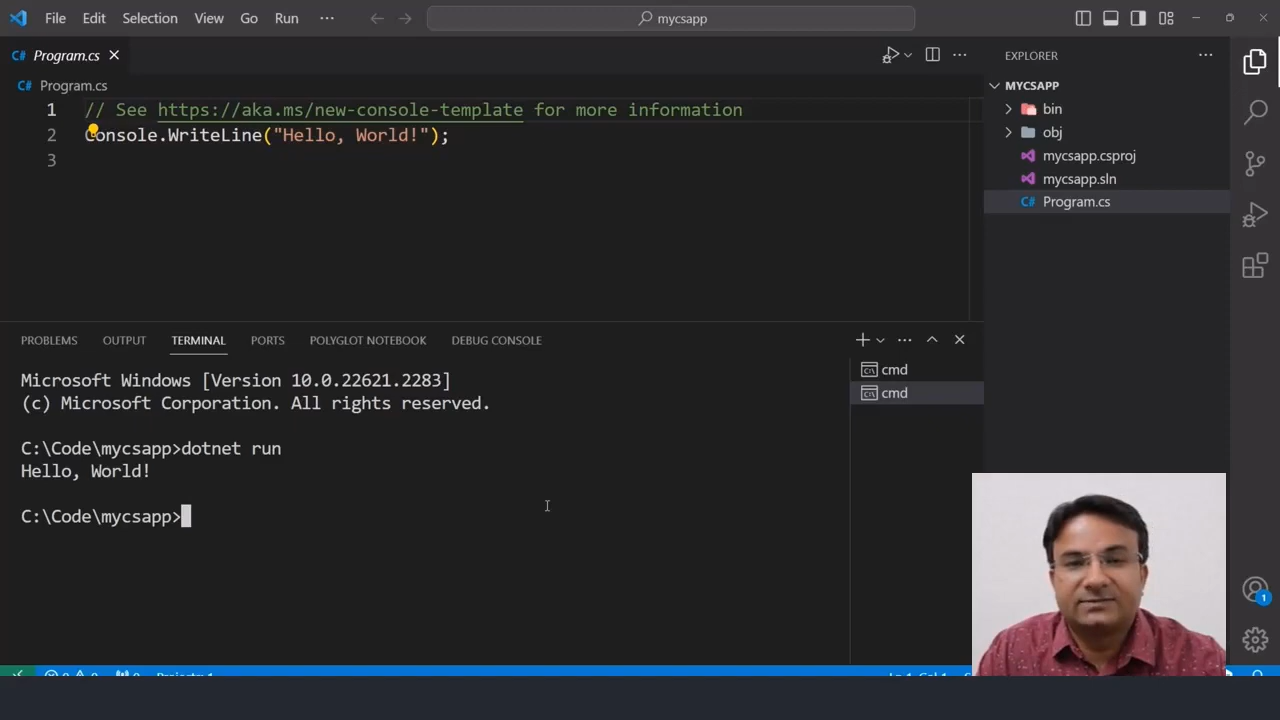 File Edit Selection View Go Run ...
mycsapp
C# Program.cs
EXPLORER
C# Program.cs
MYCSAPP
1 // See https://aka.ms/new-console-template for more information
2 Console.WriteLine("Hello, World!");
3
bin
obj
mycsapp.csproj
mycsapp.sln
C# Program.cs
PROBLEMS OUTPUT TERMINAL PORTS POLYGLOT NOTEBOOK DEBUG CONSOLE
Microsoft Windows [Version 10.0.22621.2283]
(c) Microsoft Corporation. All rights reserved.
cmd
cmd
C:\Code\mycsapp>dotnet run
Hello, World!
C:\Code\mycsapp>
1